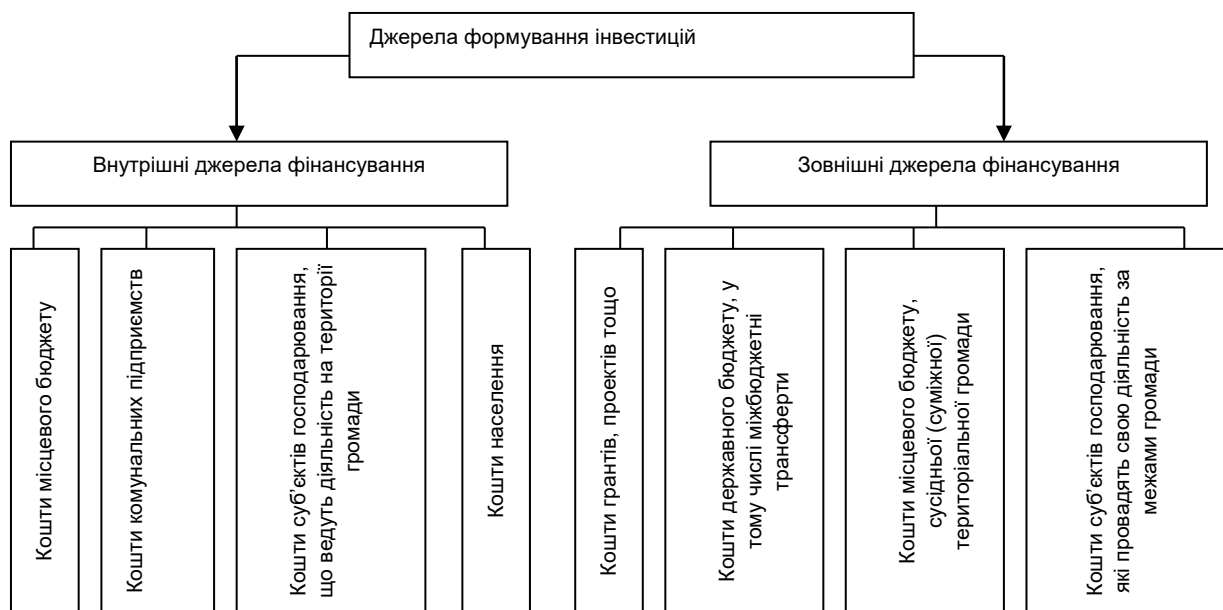 Джерела формування інвестицій
Внутрішні джерела фінансування
Зовнішні джерела фінансування
Кошти місцевого бюджету
Кошти комунальних підприємств
Кошти суб’єктів господарювання,
що ведуть діяльність на території
громади
Кошти населення
Кошти грантів, проектів тощо
Кошти державного бюджету, у
тому числі міжбюджетні
трансферти
Кошти місцевого бюджету,
сусідньої (суміжної)
територіальної громади
Кошти суб’єктів господарювання,
які провадять свою діяльність за
межами громади